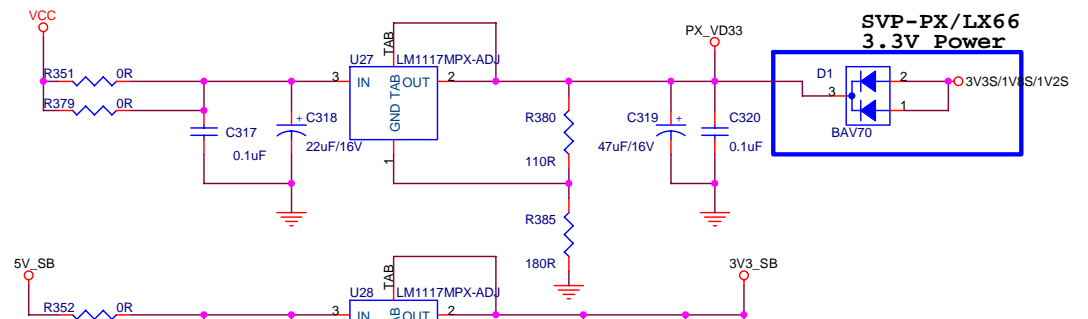 VCC
R351
0R
R379
0R
C317
0.1uF
C318
22uF/16V
+
U27
LM1117MPX-ADJ
TAB
3
IN
GND
TAB
OUT
2
1
R380
110R
R385
180R
C319
47uF/16V
+
C320
0.1uF
PX_VD33
SVP-PX/LX66
3.3V Power
D1
3
2
1
BAV70
3V3S/1V8S/1V2S
5V_SB
R352
0R
U28
LM1117MPX-ADJ
TAB
3
IN
AB
OUT
2
3V3_SB